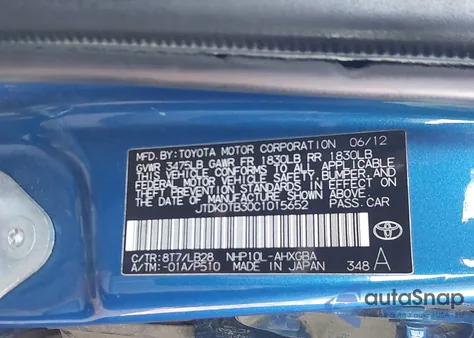 MFD.BY:TOYOTA MOTOR CORPORATION 06/12
GVWR 3475LB GAWR FR 1830LB RR 1830LB
THIS VEHICLE CONFORMS TO ALL APPLICABLE
FEDERAL MOTOR VEHICLE SAFETY, BUMPER, AND
THEFT PREVENTION STANDARDS IN EFFECT ON
THE DATE OF MANUFACTURE SHOWN ABOVE.
JTDKDTB30C1015652 PASS.CAR
C/TR:8T7/LB28 NHP10L-AHXGBA
A/TM:-01A/P510 MADE IN JAPAN 348 A
autoSnap